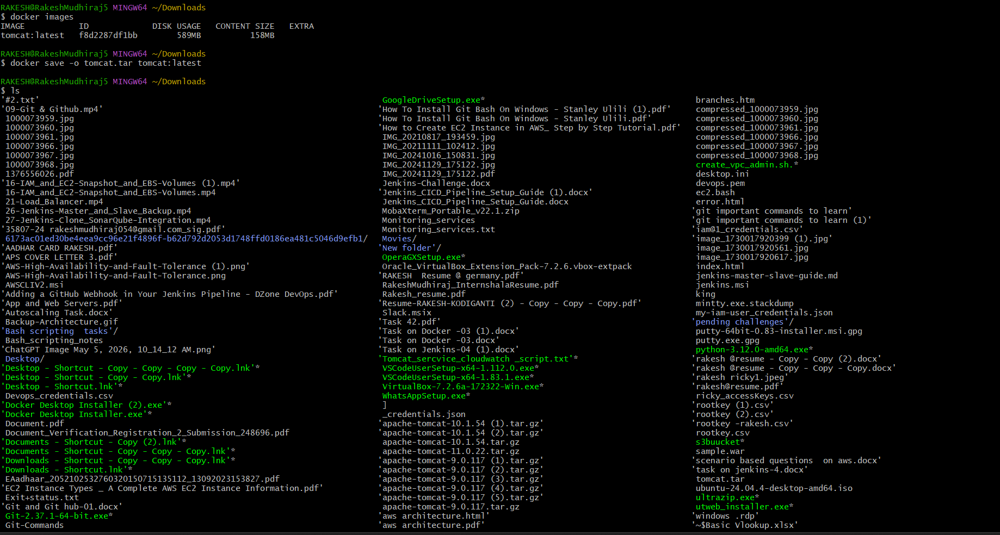 RAKESH@RakeshMudhiraj5 MINGW64 ~/Downloads
$ docker images
IMAGE           ID             DISK USAGE   CONTENT SIZE   EXTRA
tomcat:latest   f8d2287df1bb        589MB          158MB
RAKESH@RakeshMudhiraj5 MINGW64 ~/Downloads
$ docker save -o tomcat.tar tomcat:latest
RAKESH@RakeshMudhiraj5 MINGW64 ~/Downloads
$ ls
'#2.txt' GoogleDriveSetup.exe* branches.htm
'09-Git & Github.mp4' 'How To Install Git Bash On Windows - Stanley Ulili (1).pdf' compressed_1000073959.jpg
1000073959.jpg 'How To Install Git Bash On Windows - Stanley Ulili.pdf' compressed_1000073960.jpg
1000073960.jpg 'How to Create EC2 Instance in AWS_ Step by Step Tutorial.pdf' compressed_1000073961.jpg
1000073961.jpg IMG_20210817_193459.jpg compressed_1000073966.jpg
1000073966.jpg IMG_20211111_102412.jpg compressed_1000073967.jpg
1000073967.jpg IMG_20241016_150831.jpg compressed_1000073968.jpg
1000073968.jpg IMG_20241129_175122.jpg create_vpc_admin.sh.*
1376556026.pdf IMG_20241129_175122.pdf desktop.ini
'16-IAM_and_EC2-Snapshot_and_EBS-Volumes (1).mp4' Jenkins-Challenge.docx devops.pem
16-IAM_and_EC2-Snapshot_and_EBS-Volumes.mp4 'Jenkins_CICD_Pipeline_Setup_Guide (1).docx' ec2.bash
21-Load_Balancer.mp4 Jenkins_CICD_Pipeline_Setup_Guide.docx error.html
26-Jenkins-Master_and_Slave_Backup.mp4 MobaXterm_Portable_v22.1.zip 'git important commands to learn'
27-Jenkins-Clone_SonarQube-Integration.mp4 Monitoring_services 'git important commands to learn (1)'
'35807-24 rakeshmudhiraj054@gmail.com_sig.pdf' Monitoring_services.txt 'iam@1_credentials.csv'
6173ac01ed30be4eea9cc96e21f4896f-b62d792d2053d1748ffd0186ea481c5046d9efb1/ Movies/ 'image_1730017920399 (1).jpg'
'AADHAR CARD RAKESH.pdf' 'New folder'/ image_1730017920561.jpg
'APS COVER LETTER 3.pdf' OperaGXSetup.exe* image_1730017920617.jpg
'AWS-High-Availability-and-Fault-Tolerance (1).png' Oracle_VirtualBox_Extension_Pack-7.2.6.vbox-extpack index.html
AWS-High-Availability-and-Fault-Tolerance.png 'RAKESH  Resume @ germany.pdf' jenkins-master-slave-guide.md
AWSCLIV2.msi RakeshMudhiraj_InternshalaResume.pdf jenkins.msi
'Adding a GitHub Webhook in Your Jenkins Pipeline - DZone DevOps.pdf' Rakesh_resume.pdf king
'App and Web Servers.pdf' 'Resume-RAKESH-KODIGANTI (2) - Copy - Copy - Copy.pdf' mintty.exe.stackdump
'Autoscaling Task.docx' Slack.msix my-iam-user_credentials.json
Backup-Architecture.gif 'Task 42.pdf' 'pending challenges'/
'Bash scripting  tasks'/ 'Task on Docker -03 (1).docx' putty-64bit-0.83-installer.msi.gpg
Bash_scripting_notes 'Task on Docker -03.docx' putty.exe.gpg
'ChatGPT Image May 5, 2026, 10_14_12 AM.png' 'Task on Jenkins-04 (1).docx' python-3.12.0-amd64.exe*
Desktop/ 'Tomcat_sercvice_cloudwatch _script.txt'* 'rakesh @resume - Copy - Copy (2).docx'
'Desktop - Shortcut - Copy - Copy - Copy - Copy.lnk'* VSCodeUserSetup-x64-1.112.0.exe* 'rakesh @resume - Copy - Copy - Copy.docx'
'Desktop - Shortcut - Copy - Copy.lnk'* VSCodeUserSetup-x64-1.83.1.exe* 'rakesh ricky1.jpeg'
'Desktop - Shortcut.lnk'* VirtualBox-7.2.6a-172322-Win.exe* 'rakesh@resume.pdf'
Devops_credentials.csv WhatsAppSetup.exe* ricky_accessKeys.csv
'Docker Desktop Installer (2).exe'* ] 'rootkey (1).csv'
'Docker Desktop Installer.exe'* _credentials.json 'rootkey (2).csv'
Document.pdf 'apache-tomcat-10.1.54 (1).tar.gz' 'rootkey -rakesh.csv'
Document_Verification_Registration_2_Submission_248696.pdf 'apache-tomcat-10.1.54 (2).tar.gz' rootkey.csv
'Documents - Shortcut - Copy (2).lnk'* apache-tomcat-10.1.54.tar.gz s3buucket*
'Documents - Shortcut - Copy - Copy - Copy.lnk'* apache-tomcat-11.0.22.tar.gz sample.war
'Downloads - Shortcut - Copy - Copy - Copy.lnk'* 'apache-tomcat-9.0.117 (1).tar.gz' 'scenario based questions  on aws.docx'
'Downloads - Shortcut.lnk'* 'apache-tomcat-9.0.117 (2).tar.gz' 'task on jenkins-4.docx'
EAadhaar_2052102532760320150715135112_13092023153827.pdf 'apache-tomcat-9.0.117 (3).tar.gz' tomcat.tar
'EC2 Instance Types _ A Complete AWS EC2 Instance Information.pdf' 'apache-tomcat-9.0.117 (4).tar.gz' ubuntu-24.04.4-desktop-amd64.iso
Exit+status.txt 'apache-tomcat-9.0.117 (5).tar.gz' ultrazip.exe*
'Git and Git hub-01.docx' apache-tomcat-9.0.117.tar.gz utweb_installer.exe*
Git-2.37.1-64-bit.exe* 'aws architecture.html' 'windows .rdp'
Git-Commands 'aws architecture.pdf' '~$Basic Vlookup.xlsx'